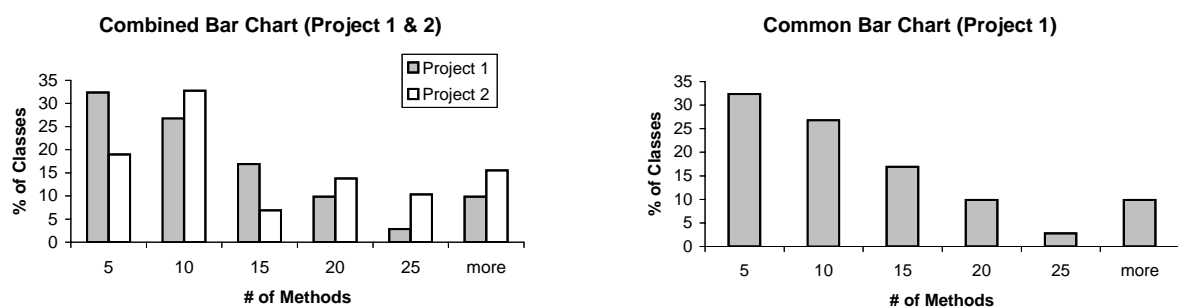 Combined Bar Chart (Project 1 & 2)
Project 1
Project 2
% of Classes
35
30
25
20
15
10
5
0
5 10 15 20 25 more
# of Methods
Common Bar Chart (Project 1)
% of Classes
35
30
25
20
15
10
5
0
5 10 15 20 25 more
# of Methods